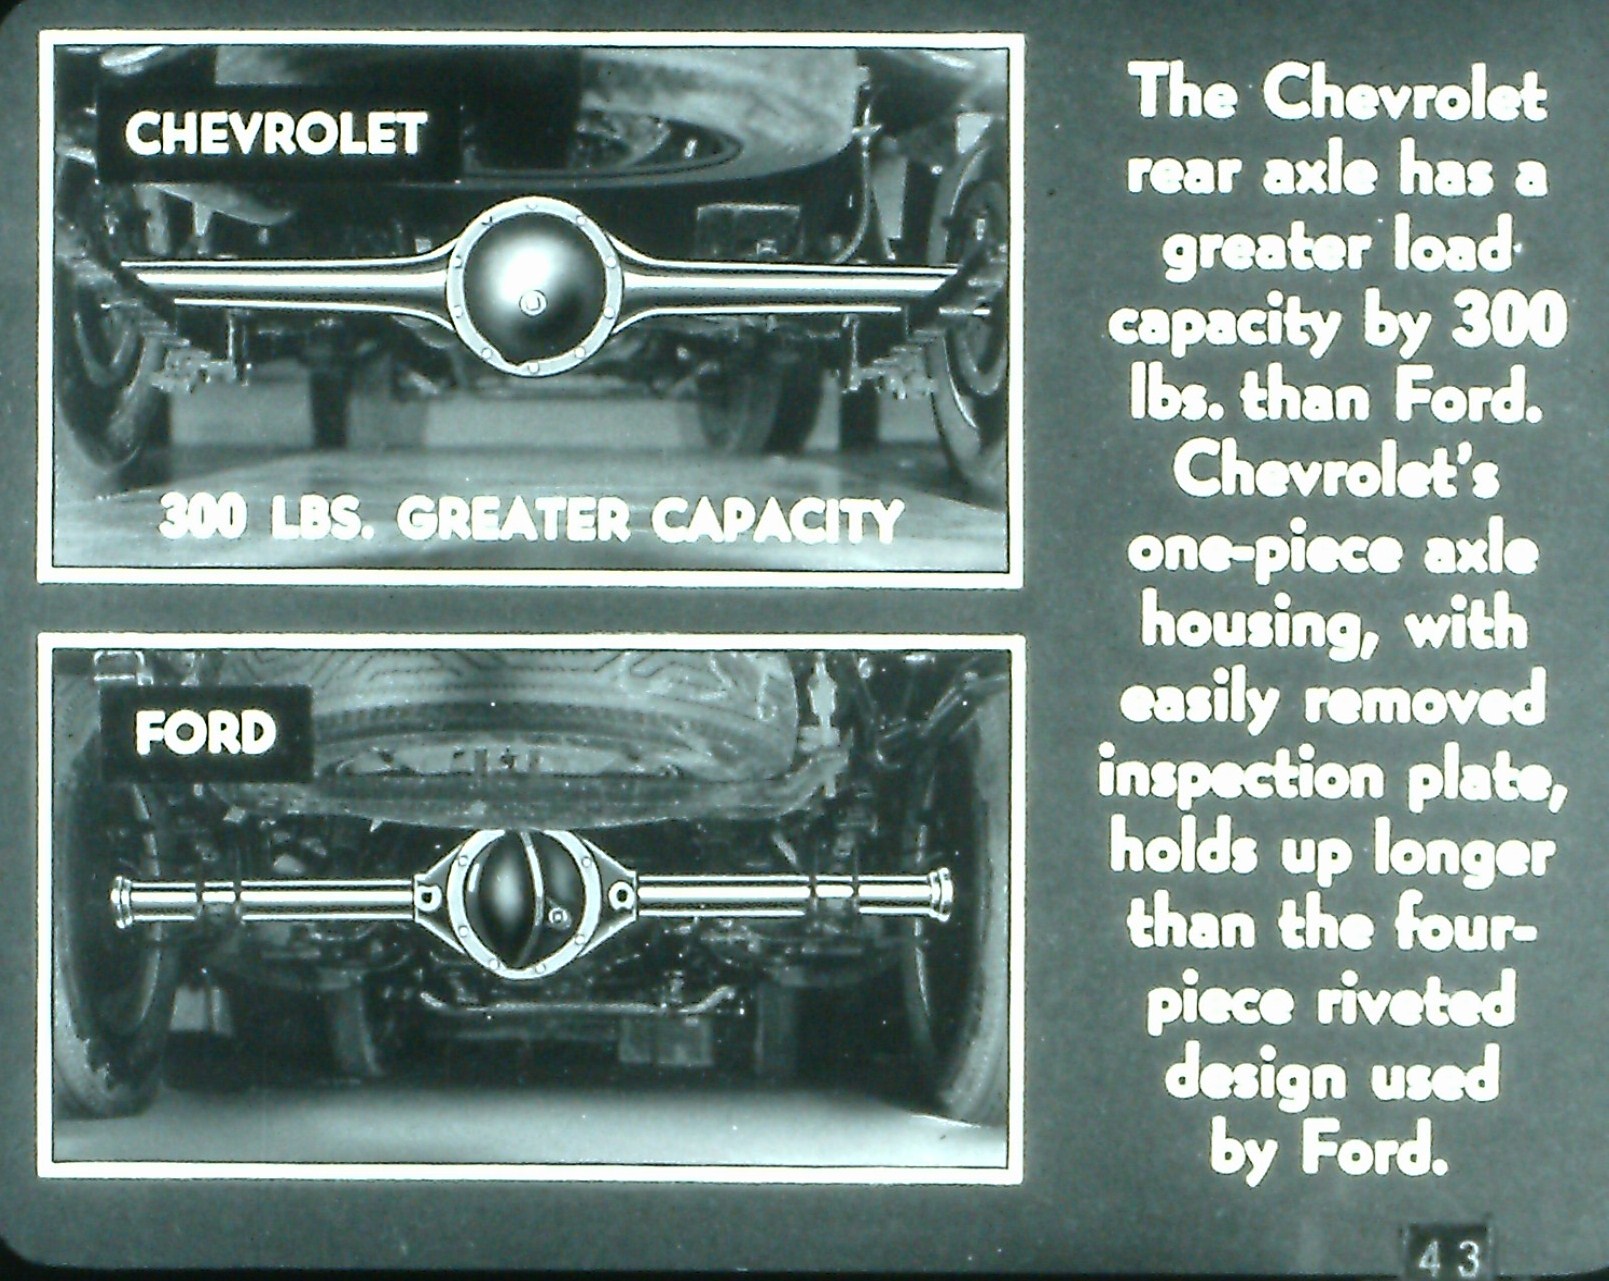 CHEVROLET
300 LBS. GREATER CAPACITY
FORD
The Chevrolet
rear axle has a
greater load
capacity by 300
lbs. than Ford.
Chevrolet's
one-piece axle
housing, with
easily removed
inspection plate,
holds up longer
than the four-
piece riveted
design used
by Ford.
43